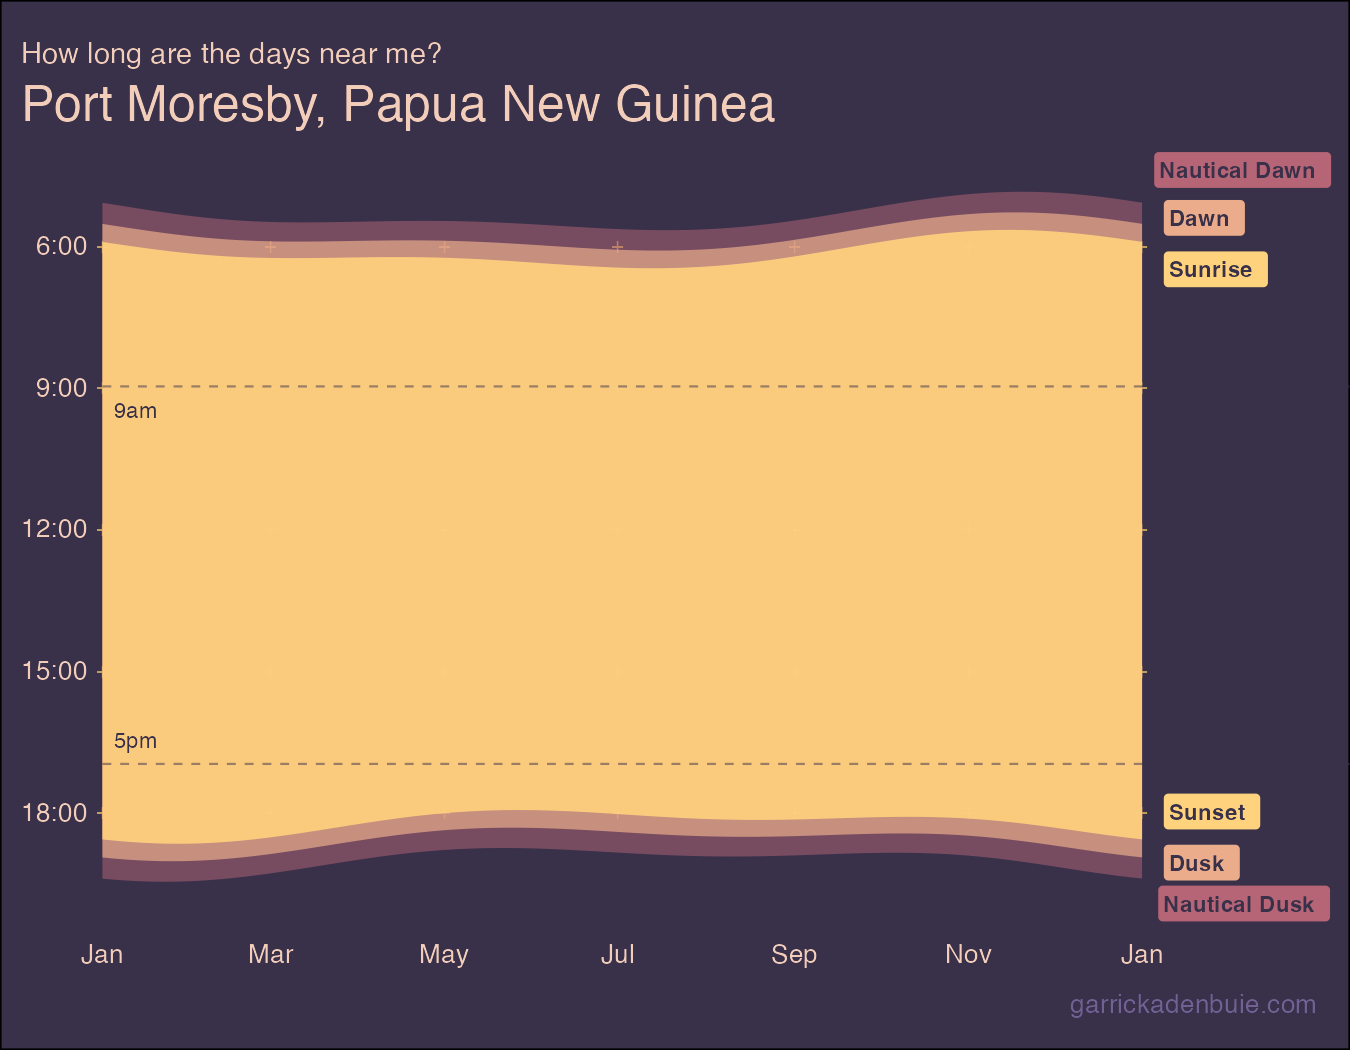 How long are the days near me?
Port Moresby, Papua New Guinea
Nautical Dawn
Dawn
Sunrise
6:00
9:00
9am
12:00
15:00
5pm
18:00
Sunset
Dusk
Nautical Dusk
Jan Mar May Jul Sep Nov Jan
garrickadenbuie.com